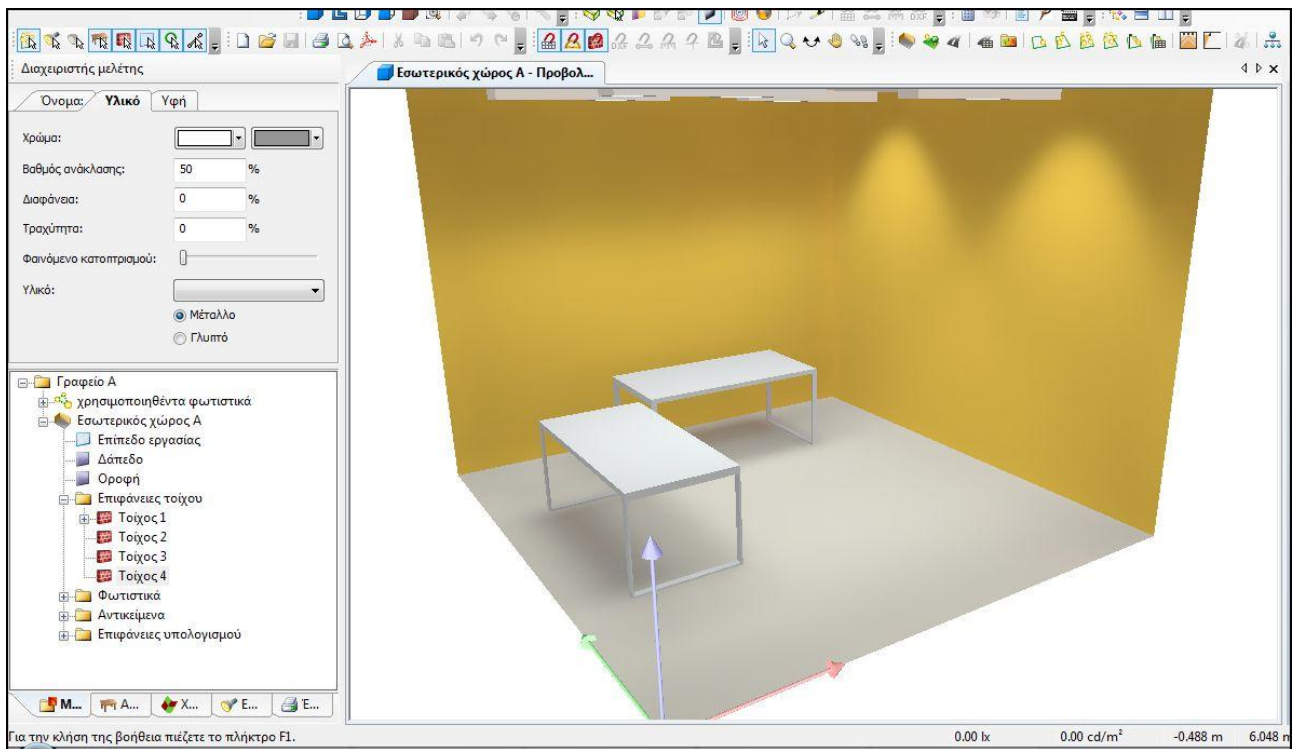 Διαχειριστής μελέτης
Εσωτερικός χώρος Α - Προβολ...
Όνομα: Υλικό Υφή
Χρώμα:
Βαθμός ανάκλασης: 50 %
Διαφάνεια: 0 %
Τραχύτητα: 0 %
Φαινόμενο κατοπτρισμού:
Υλικό:
Μέταλλο
Γλυπτό
Γραφείο Α
χρησιμοποιηθέντα φωτιστικά
Εσωτερικός χώρος Α
Επίπεδο εργασίας
Δάπεδο
Οροφή
Επιφάνειες τοίχου
Τοίχος 1
Τοίχος 2
Τοίχος 3
Τοίχος 4
Φωτιστικά
Αντικείμενα
Επιφάνειες υπολογισμού
Μ... Α... Χ... Ε... Έ...
Για την κλήση της βοήθεια πιέζετε το πλήκτρο F1. 0.00 lx 0.00 cd/m² -0.488 m 6.048 m